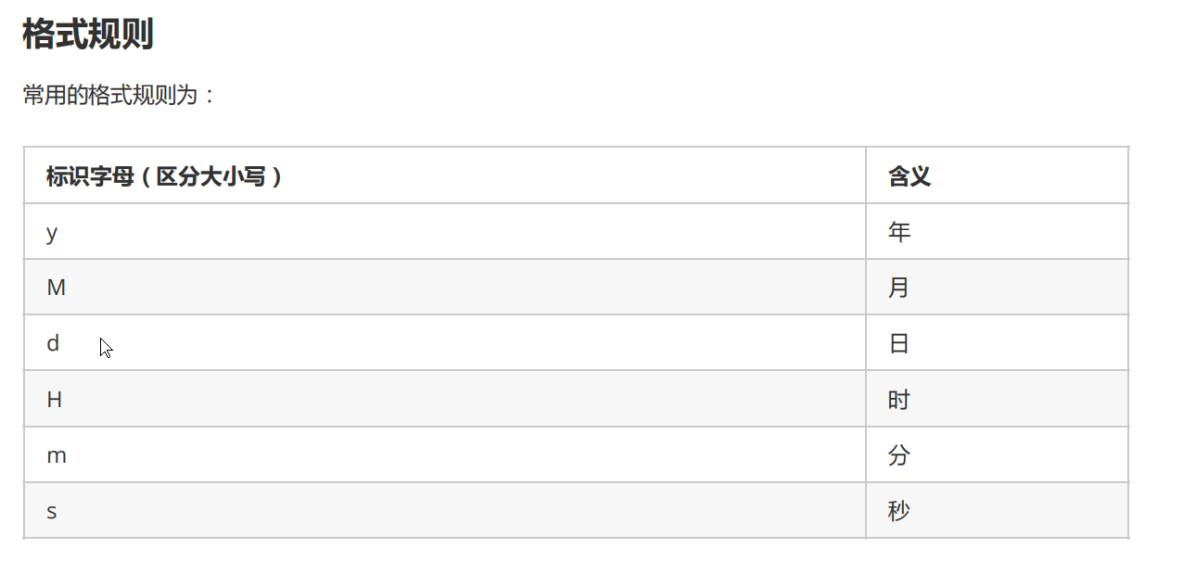 格式规则
常用的格式规则为：
标识字母（区分大小写） 含义
y 年
M 月
d 日
H 时
m 分
s 秒